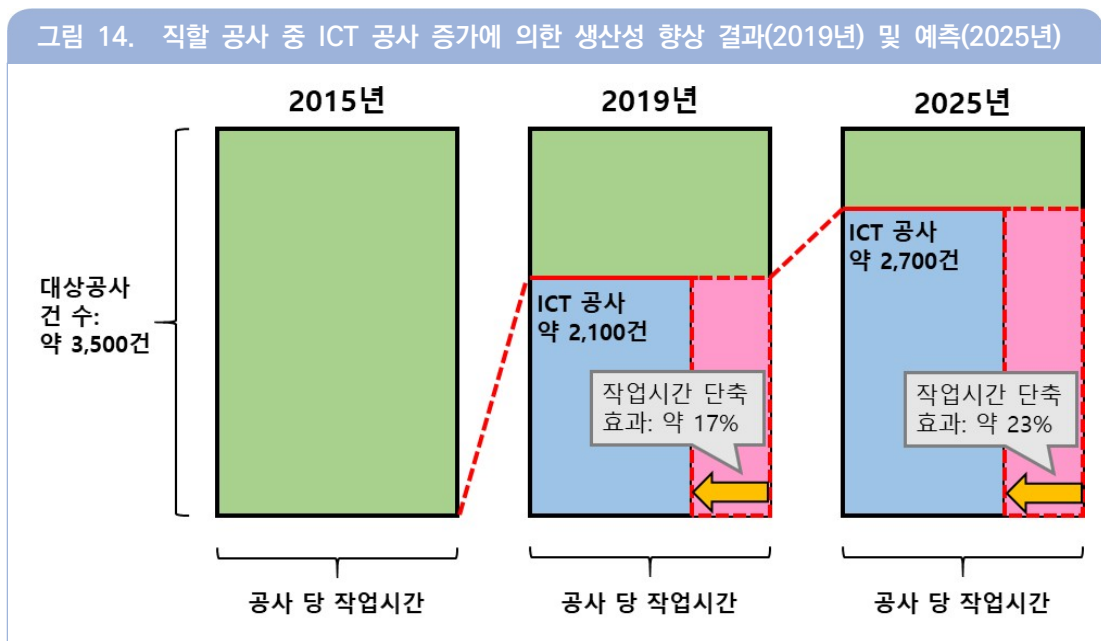 그림 14. 직할 공사 중 ICT 공사 증가에 의한 생산성 향상 결과(2019년) 및 예측(2025년)
2015년
2019년
2025년
대상공사
건 수:
약 3,500건
ICT 공사
약 2,100건
작업시간 단축
효과: 약 17%
ICT 공사
약 2,700건
작업시간 단축
효과: 약 23%
공사 당 작업시간
공사 당 작업시간
공사 당 작업시간